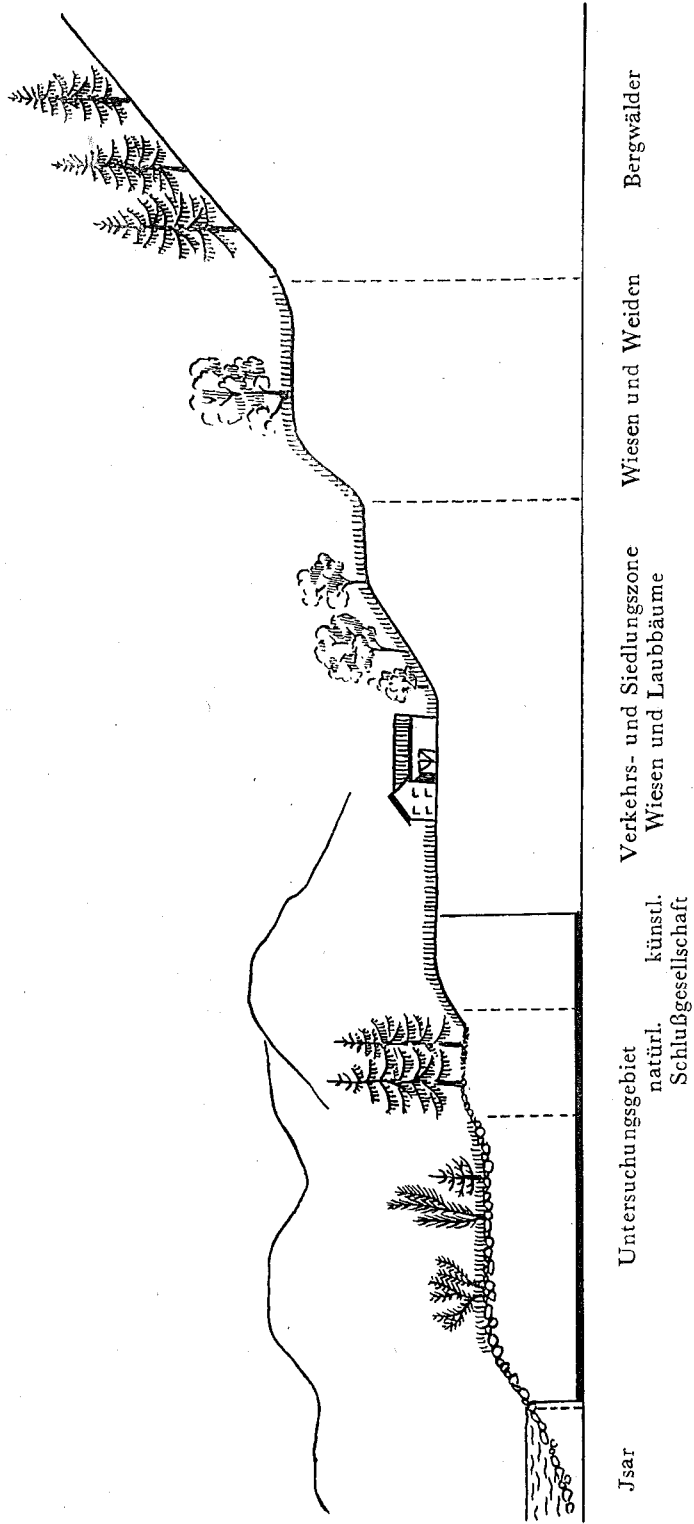 Jsar
Untersuchungsgebiet
natürl. künstl.
Schlußgesellschaft
Verkehrs- und Siedlungszone
Wiesen und Laubbäume
Wiesen und Weiden
Bergwälder